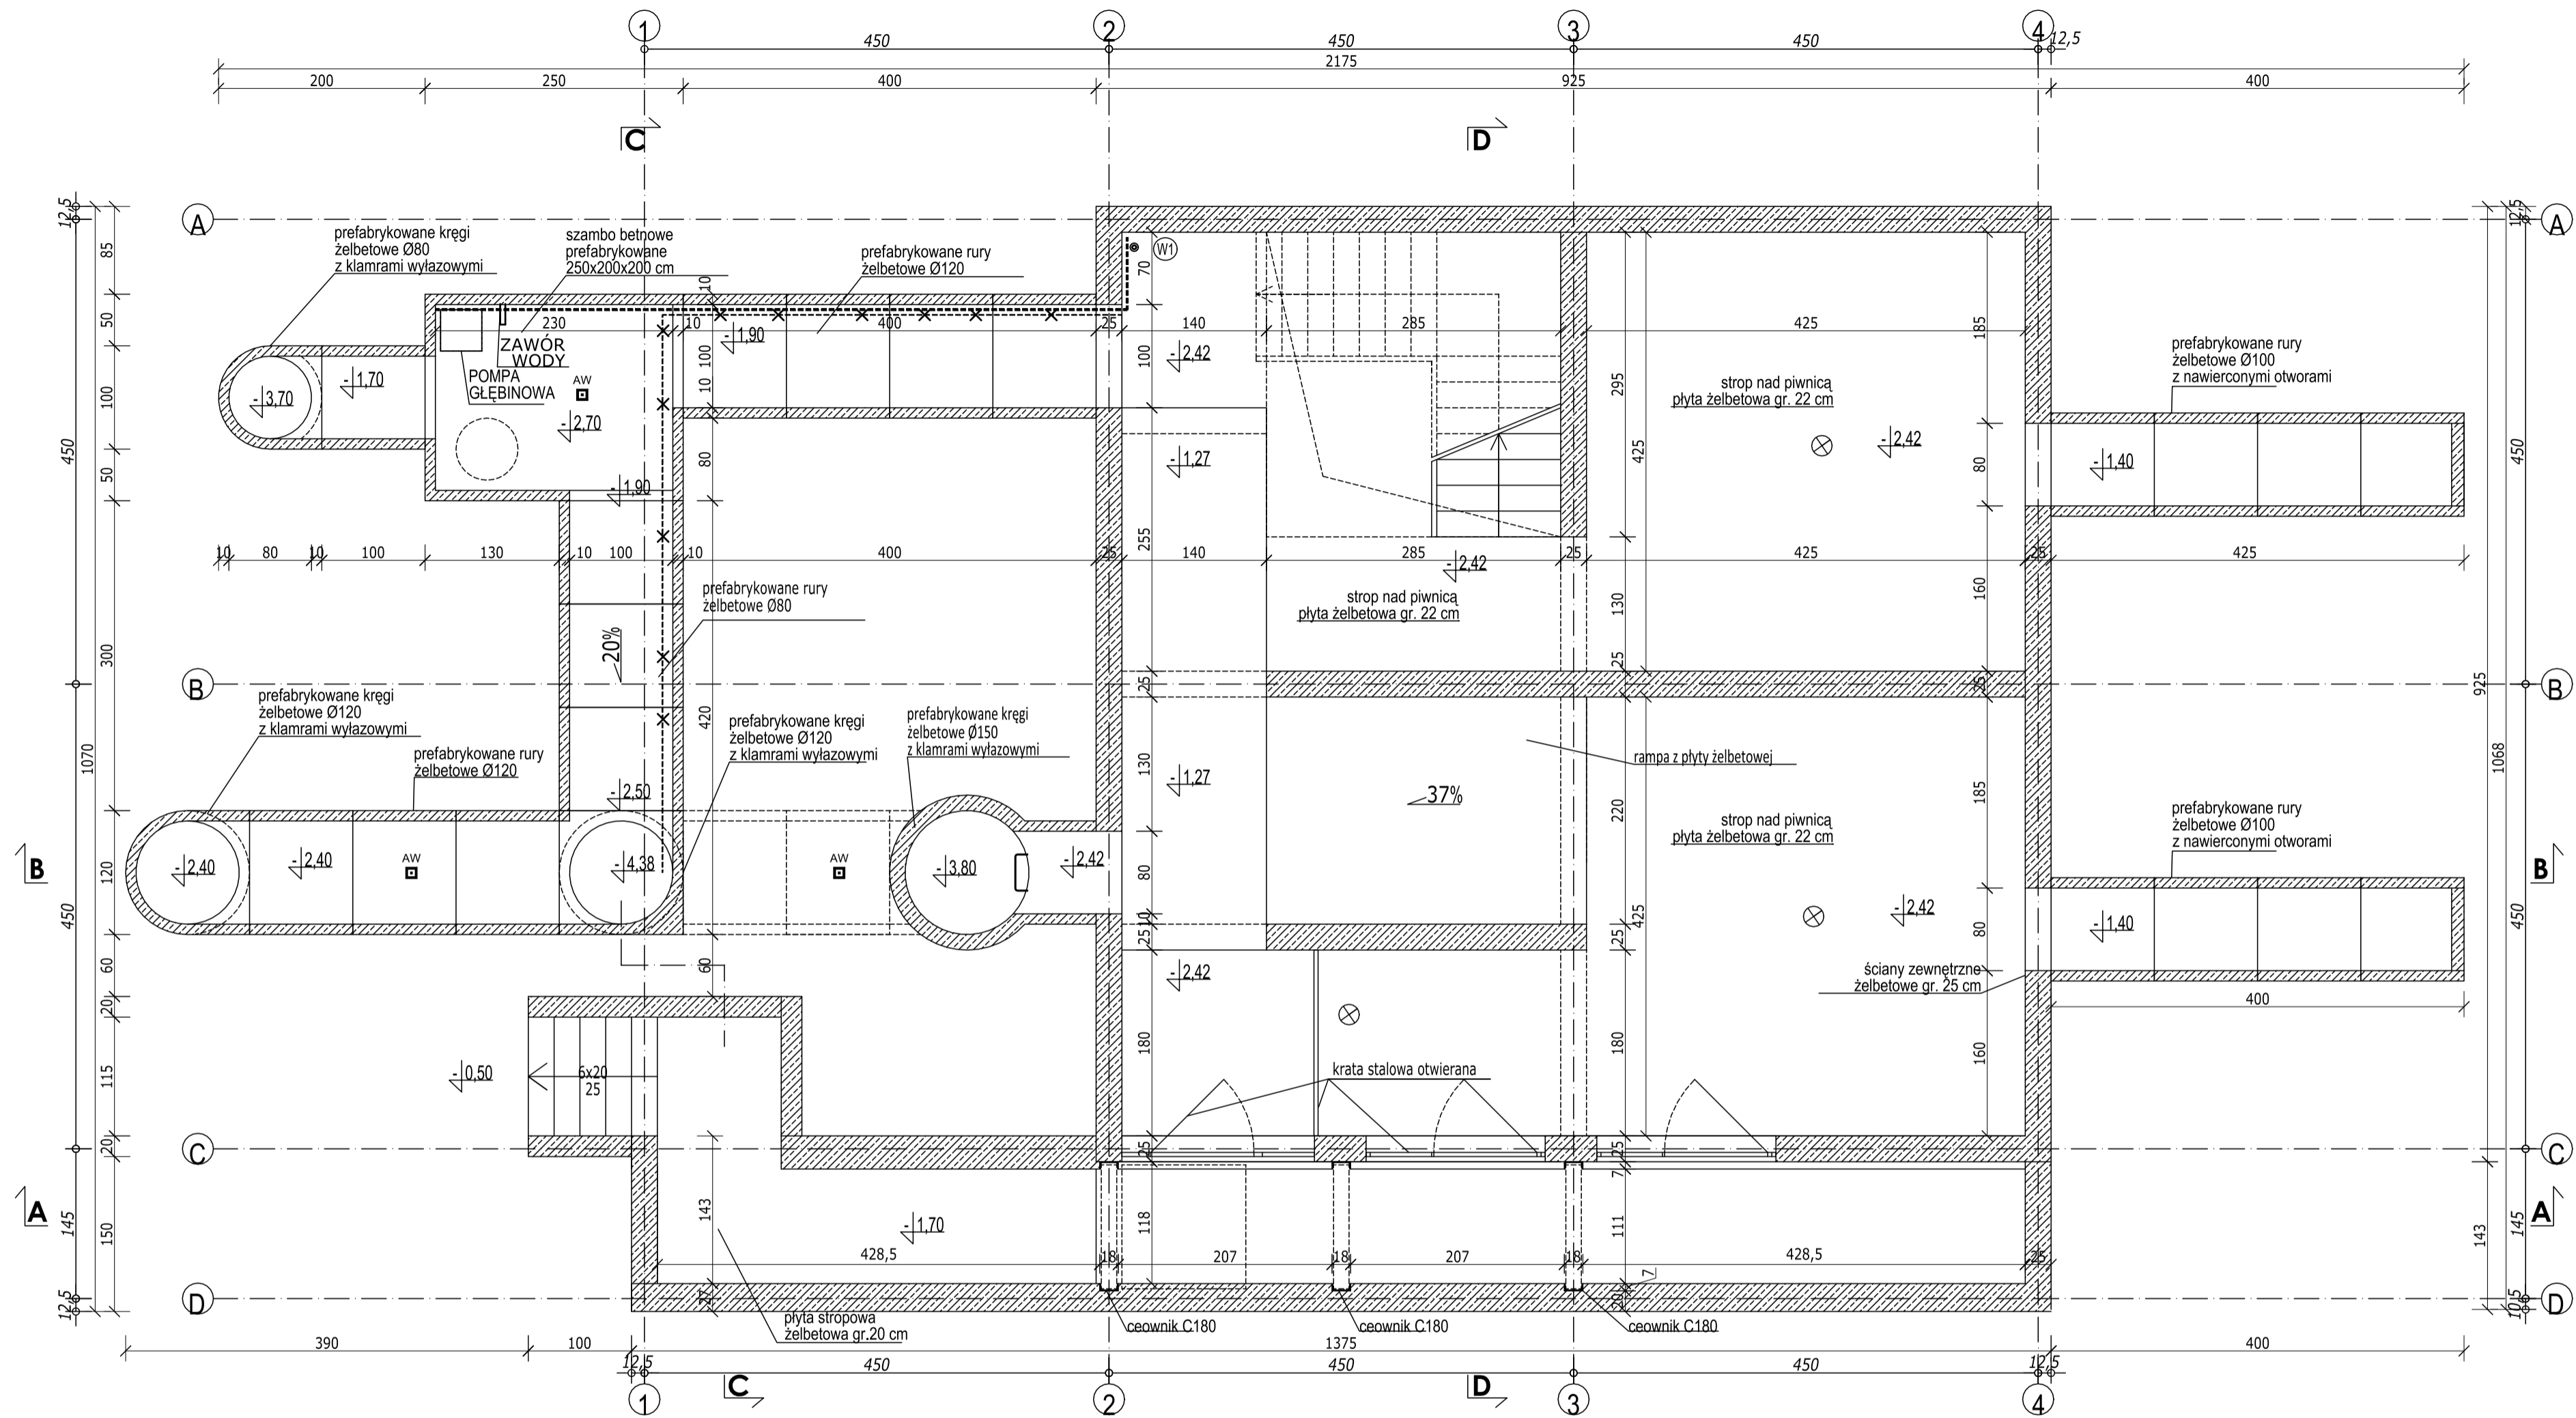 1
2
3
4
450
450
450
12,5
2175
200
250
400
925
400
C
D
A
A
12,5
12,5
prefabrykowane kręgi
żelbetowe Ø80
z klamrami wyłazowymi
szambo betnowe
prefabrykowane
250x200x200 cm
prefabrykowane rury
żelbetowe Ø120
W1
85
10
70
230
10
400
25
140
285
425
185
50
ZAWÓR
WODY
-1,90
100
100
-2,42
prefabrykowane rury
żelbetowe Ø100
z nawierconymi otworami
-3,70
-1,70
POMPA
GŁĘBINOWA
AW
10
295
strop nad piwnicą
płyta żelbetowa gr. 22 cm
100
-2,70
450
425
-2,42
450
50
80
-1,27
80
-1,40
-1,90
10
80
10
100
130
10
100
10
400
25
140
285
25
425
25
425
255
-2,42
prefabrykowane rury
żelbetowe Ø80
strop nad piwnicą
płyta żelbetowa gr. 22 cm
130
160
300
20%
25
B
B
25
25
925
prefabrykowane kręgi
żelbetowe Ø120
z klamrami wyłazowymi
prefabrykowane rury
żelbetowe Ø120
420
prefabrykowane kręgi
żelbetowe Ø120
z klamrami wyłazowymi
prefabrykowane kręgi
żelbetowe Ø150
z klamrami wyłazowymi
1070
130
rampa z płyty żelbetowej
1068
-2,50
-1,27
37%
220
185
strop nad piwnicą
płyta żelbetowa gr. 22 cm
prefabrykowane rury
żelbetowe Ø100
z nawierconymi otworami
B
120
-2,40
-2,40
AW
-4,38
AW
-3,80
-2,42
80
B
450
10
425
-2,42
80
-1,40
450
25
25
60
60
-2,42
ściany zewnętrzne
żelbetowe gr. 25 cm
400
20
115
-0,50
6x20
25
180
krata stalowa otwierana
180
160
20
C
25
25
C
7
A
145
150
143
-1,70
118
111
A
145
143
428,5
18
207
18
207
18
428,5
25
7
12,5
D
27
20
10,5
D
płyta stropowa
żelbetowa gr.20 cm
ceownik C180
ceownik C180
ceownik C180
390
100
1375
400
12,5
450
450
450
12,5
C
D
1
2
3
4